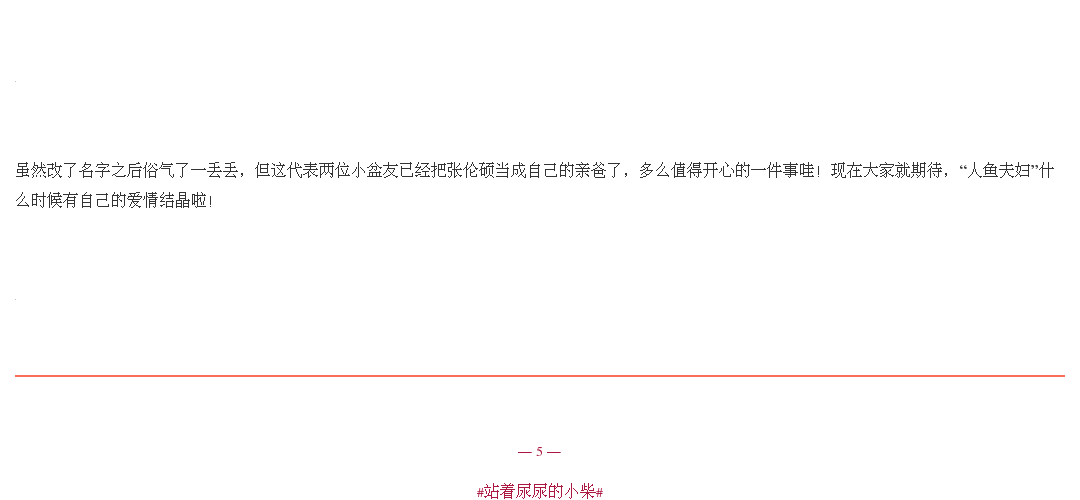 虽然改了名字之后俗气了一丢丢，但这代表两位小盆友已经把张伦硕当成自己的亲爸了，多么值得开心的一件事哇！现在大家就期待，“人鱼夫妇”什
么时候有自己的爱情结晶啦！
— 5 —
#站着尿尿的小柴#